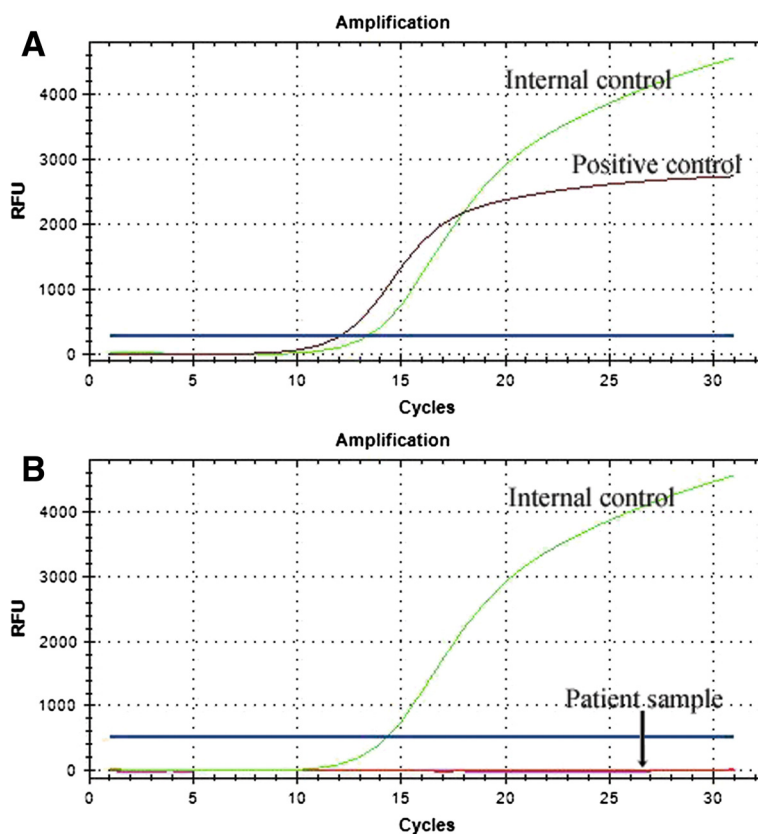 A
Amplification
Internal control
Positive control
RFU
4000
3000
2000
1000
0
0 5 10 15 20 25 30
Cycles
B
Amplification
Internal control
Patient sample
RFU
4000
3000
2000
1000
0
0 5 10 15 20 25 30
Cycles